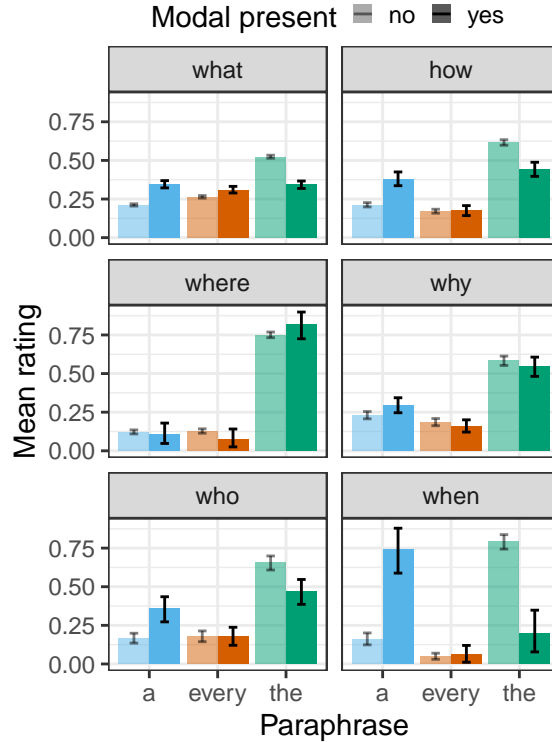 Modal present no yes
what how
0.75
0.50
0.25
0.00
where why
0.75
0.50
0.25
0.00
who when
0.75
0.50
0.25
0.00
a every the a every the
Mean rating
Paraphrase